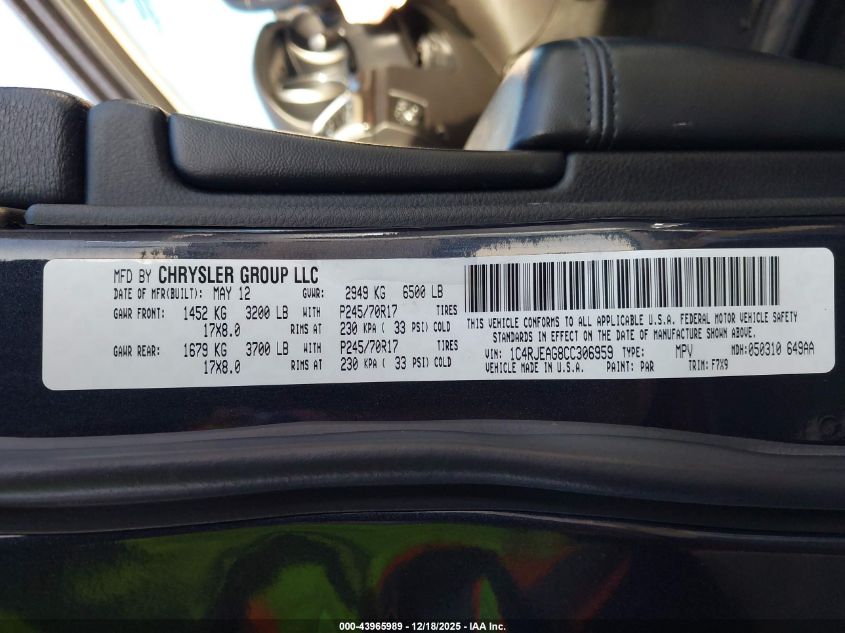 MFD BY CHRYSLER GROUP LLC
DATE OF MFR(BUILT): MAY 12 GVWR: 2949 KG 6500 LB
GAWR FRONT: 1452 KG 3200 LB WITH P245/70R17 TIRES
17X8.0 RIMS AT 230 KPA ( 33 PSI) COLD
GAWR REAR: 1679 KG 3700 LB WITH P245/70R17 TIRES
17X8.0 RIMS AT 230 KPA ( 33 PSI) COLD
THIS VEHICLE CONFORMS TO ALL APPLICABLE U.S.A. FEDERAL MOTOR VEHICLE SAFETY
STANDARDS IN EFFECT ON THE DATE OF MANUFACTURE SHOWN ABOVE.
VIN: 1C4RJEAG8CC306959 TYPE: MPV MDH:050310 649AA
VEHICLE MADE IN U.S.A. PAINT: PAR TRIM: F7X9
000-43965989 - 12/18/2025 - IAA Inc.